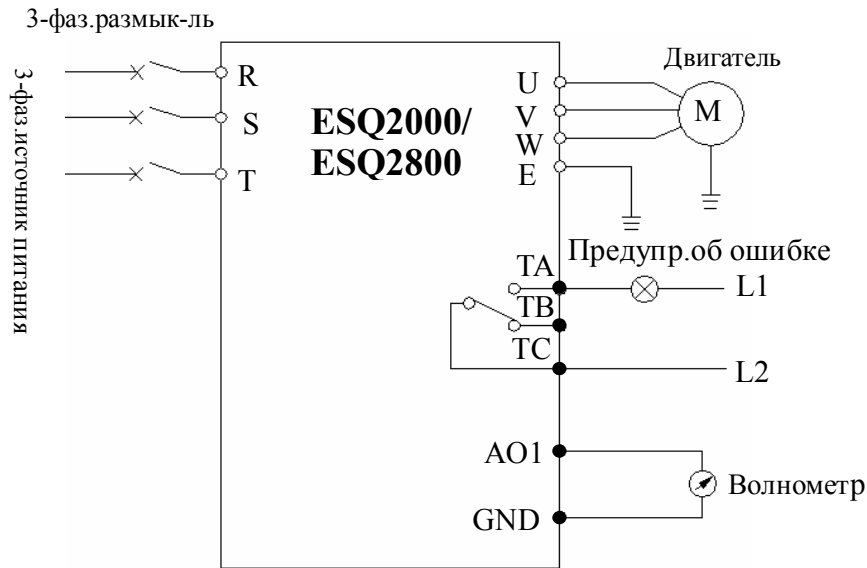 3-фаз.размык-ль
3-фаз.источник питания
R
S
T
ESQ2000/
ESQ2800
U
V
W
E
Двигатель
M
Предупр.об ошибке
TA
L1
TB
TC
L2
AO1
Волнометр
GND